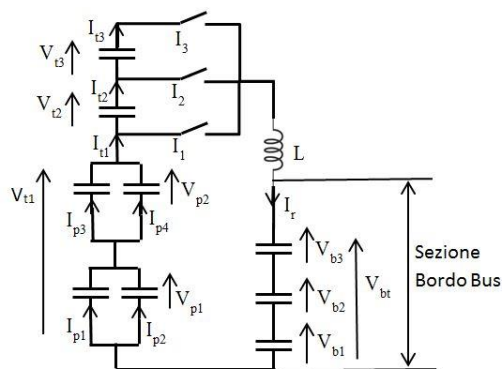 It3
I3
Vt3
It2
I2
Vt2
It1
I1
L
Vt1
Vp2
Ip3
Ip4
Ir
Vb3
Sezione
Bordo Bus
Vbt
Vb2
Vp1
Ip1
Ip2
Vb1